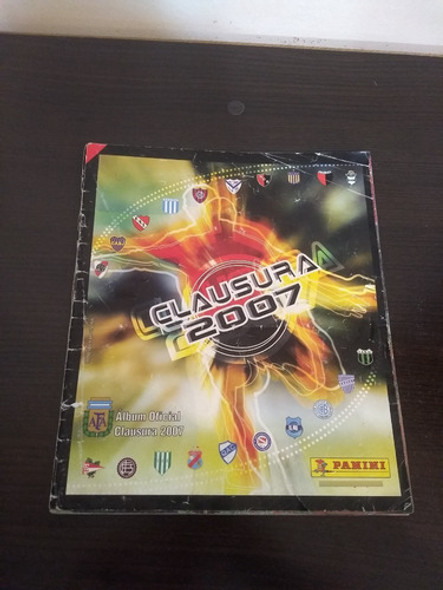 CLAUSURA
2007
AFA
Album Oficial
Clausura 2007
PANINI